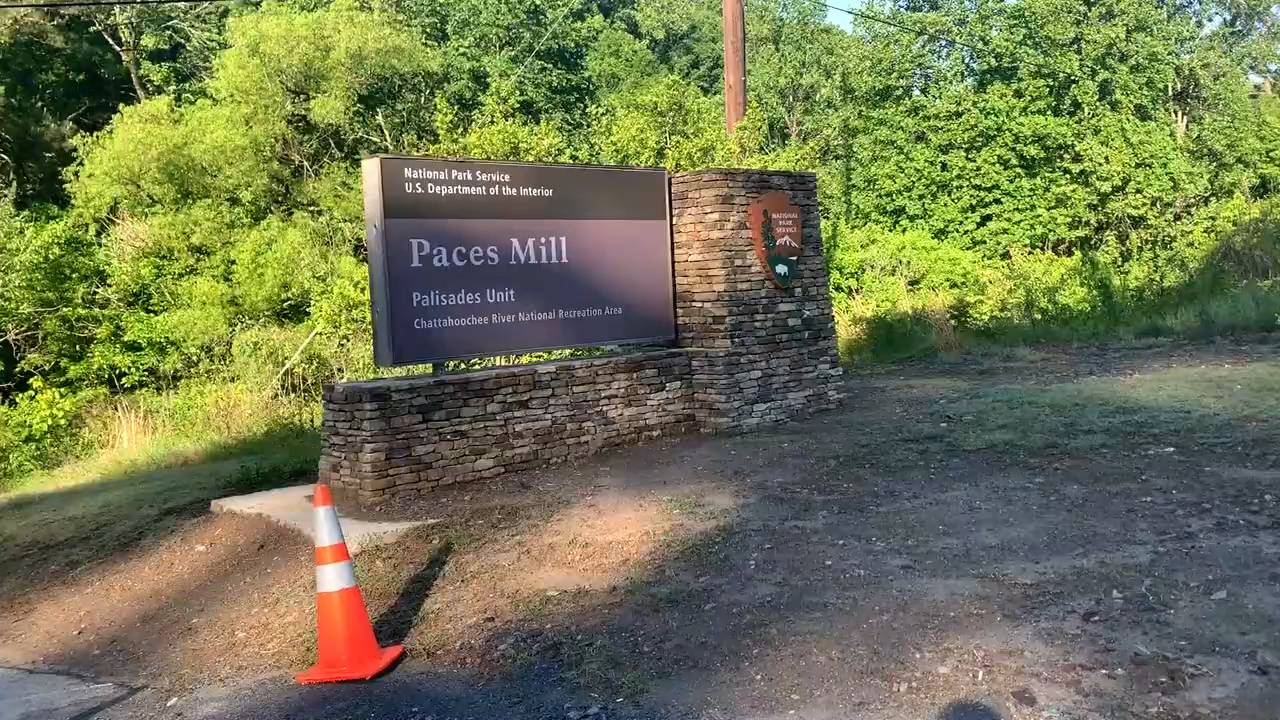 National Park Service
U.S. Department of the Interior
Paces Mill
Palisades Unit
Chattahoochee River National Recreation Area
NATIONAL
PARK
SERVICE